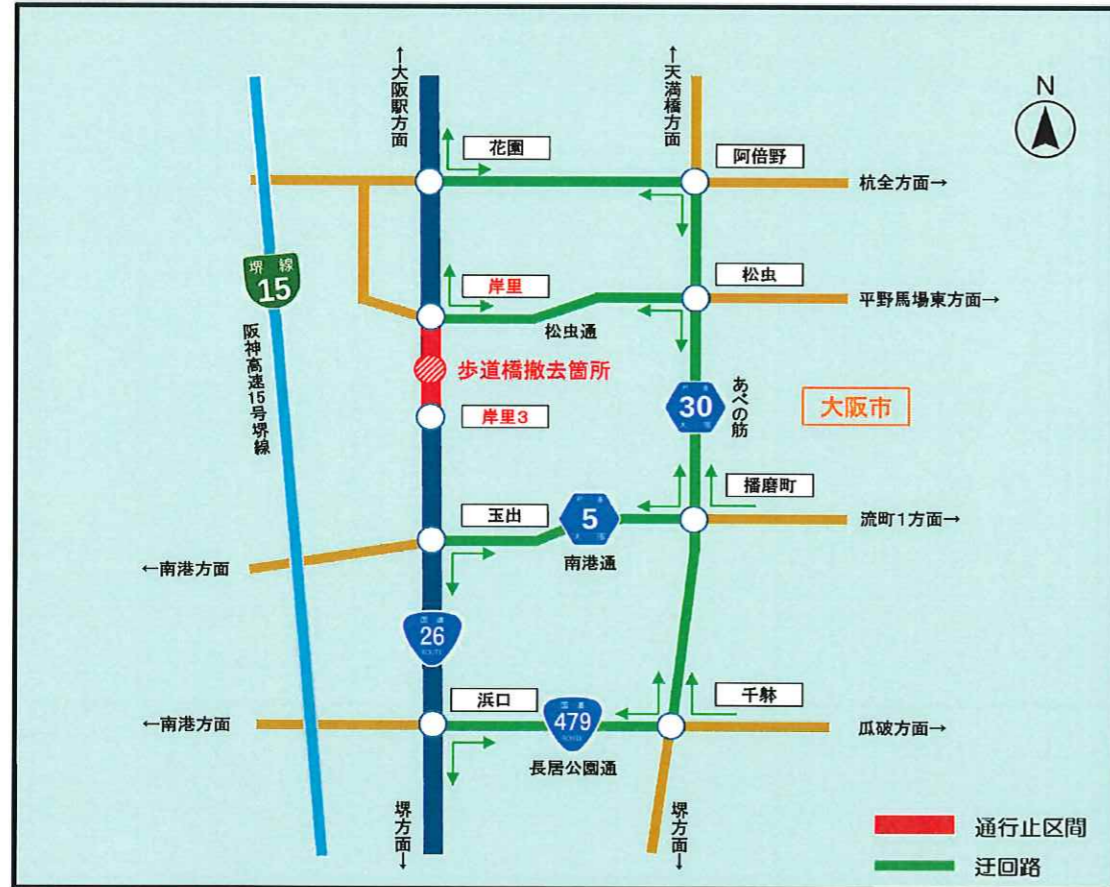 ↑大阪駅方面
↑天満橋方面
N
花園
阿倍野
杭全方面→
堺 線
15
阪神高速15号堺線
岸里
松虫
平野馬場東方面→
松虫通
歩道橋撤去箇所
岸里3
30
あべの筋
大阪市
玉出
5
播磨町
流町1方面→
←南港方面
南港通
国 道
26
ROUTE
浜口
国 道
479
ROUTE
千躰
←南港方面
瓜破方面→
長居公園通
堺方面→
堺方面→
通行止区間
迂回路